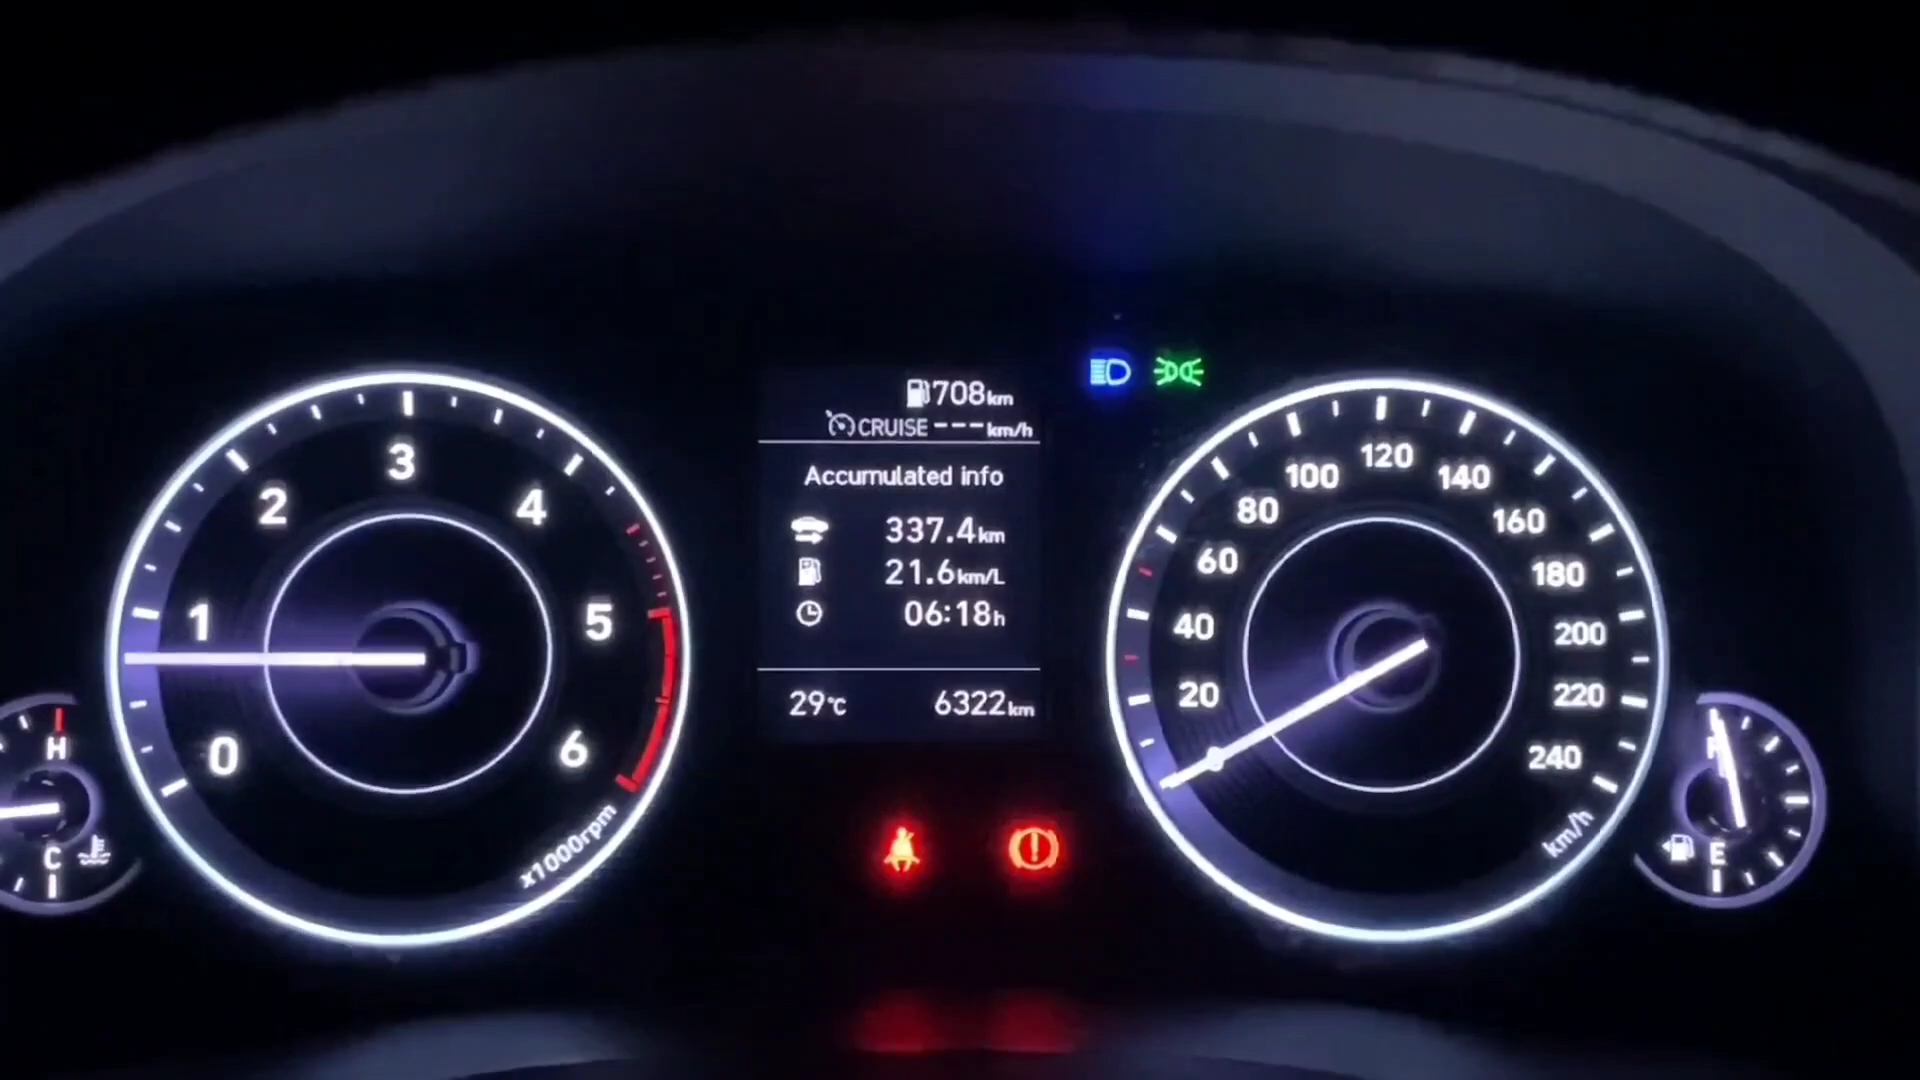 708km
CRUISE ---km/h
Accumulated info
337.4km
21.6km/L
06:18h
29°C 6322km
0
1
2
3
4
5
6
x1000rpm
20
40
60
80
100
120
140
160
180
200
220
240
km/h
H
C
F
E